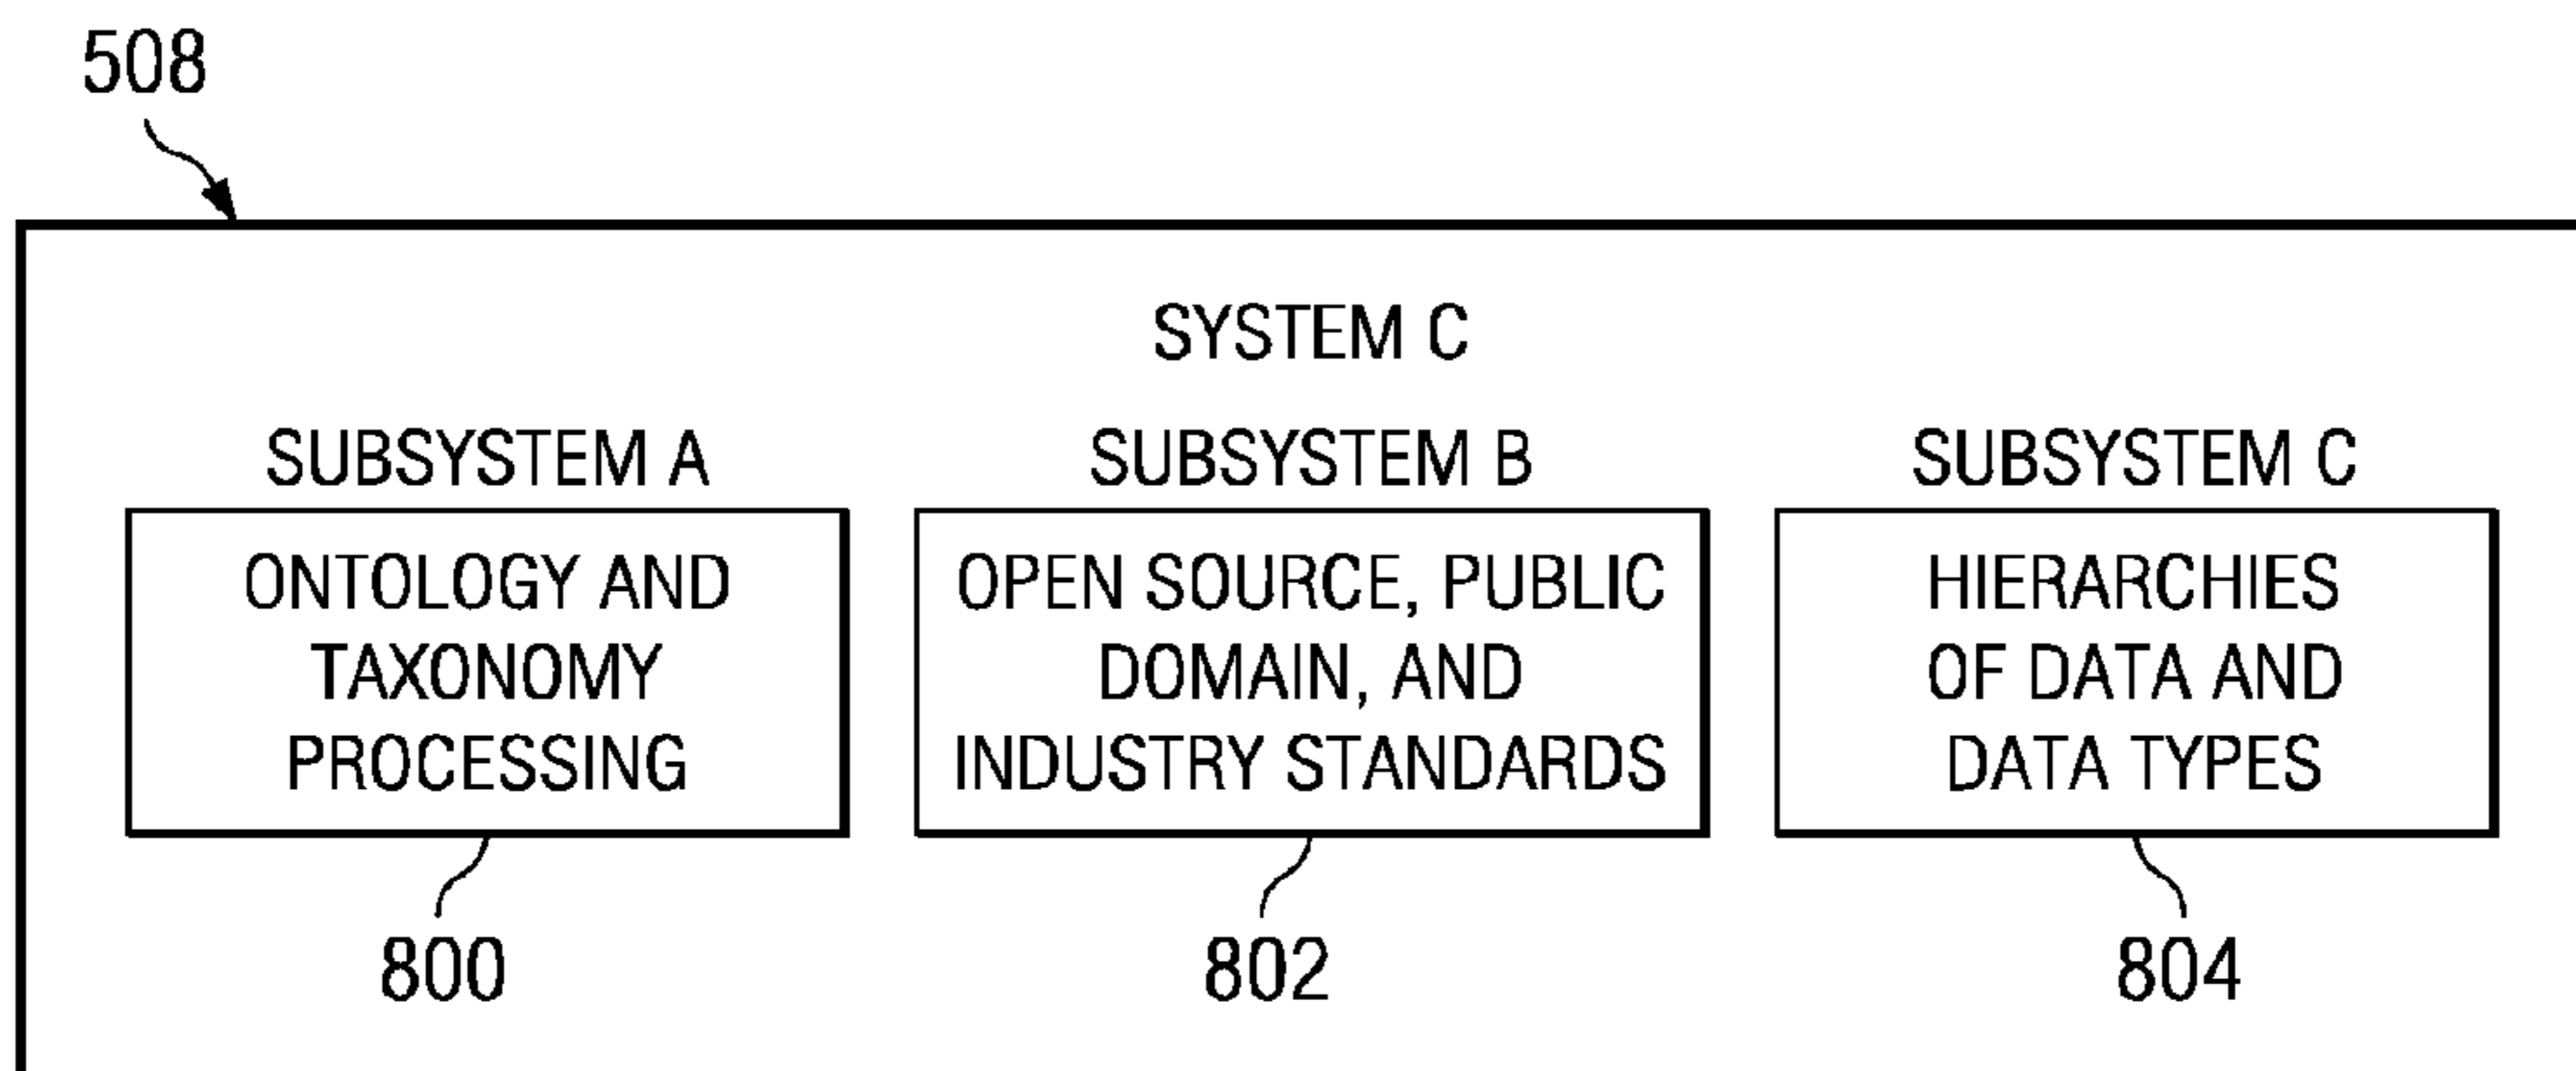 508
SYSTEM C
SUBSYSTEM A
ONTOLOGY AND
TAXONOMY
PROCESSING
800
SUBSYSTEM B
OPEN SOURCE, PUBLIC
DOMAIN, AND
INDUSTRY STANDARDS
802
SUBSYSTEM C
HIERARCHIES
OF DATA AND
DATA TYPES
804